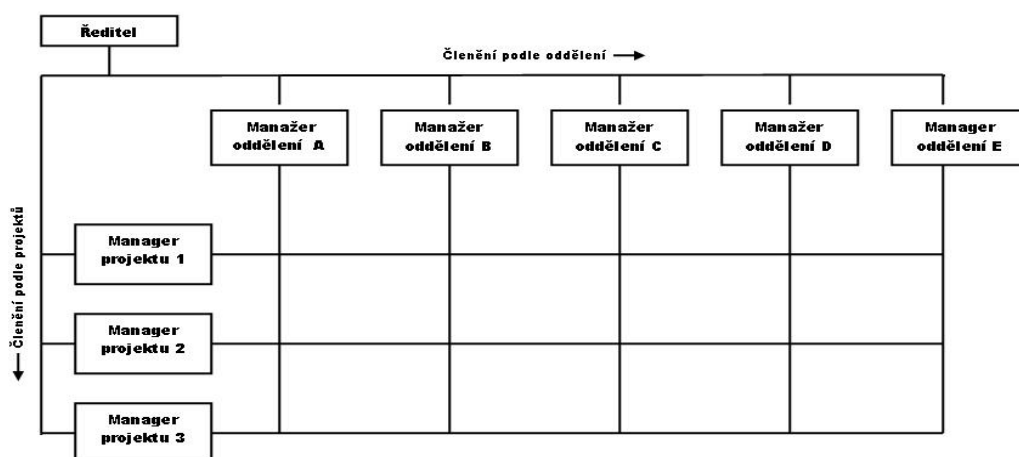 Ředitel
Členění podle oddělení
Manažer
oddělení A
Manažer
oddělení B
Manažer
oddělení C
Manažer
oddělení D
Manager
oddělení E
Členění podle projektů
Manager
projektu 1
Manager
projektu 2
Manager
projektu 3